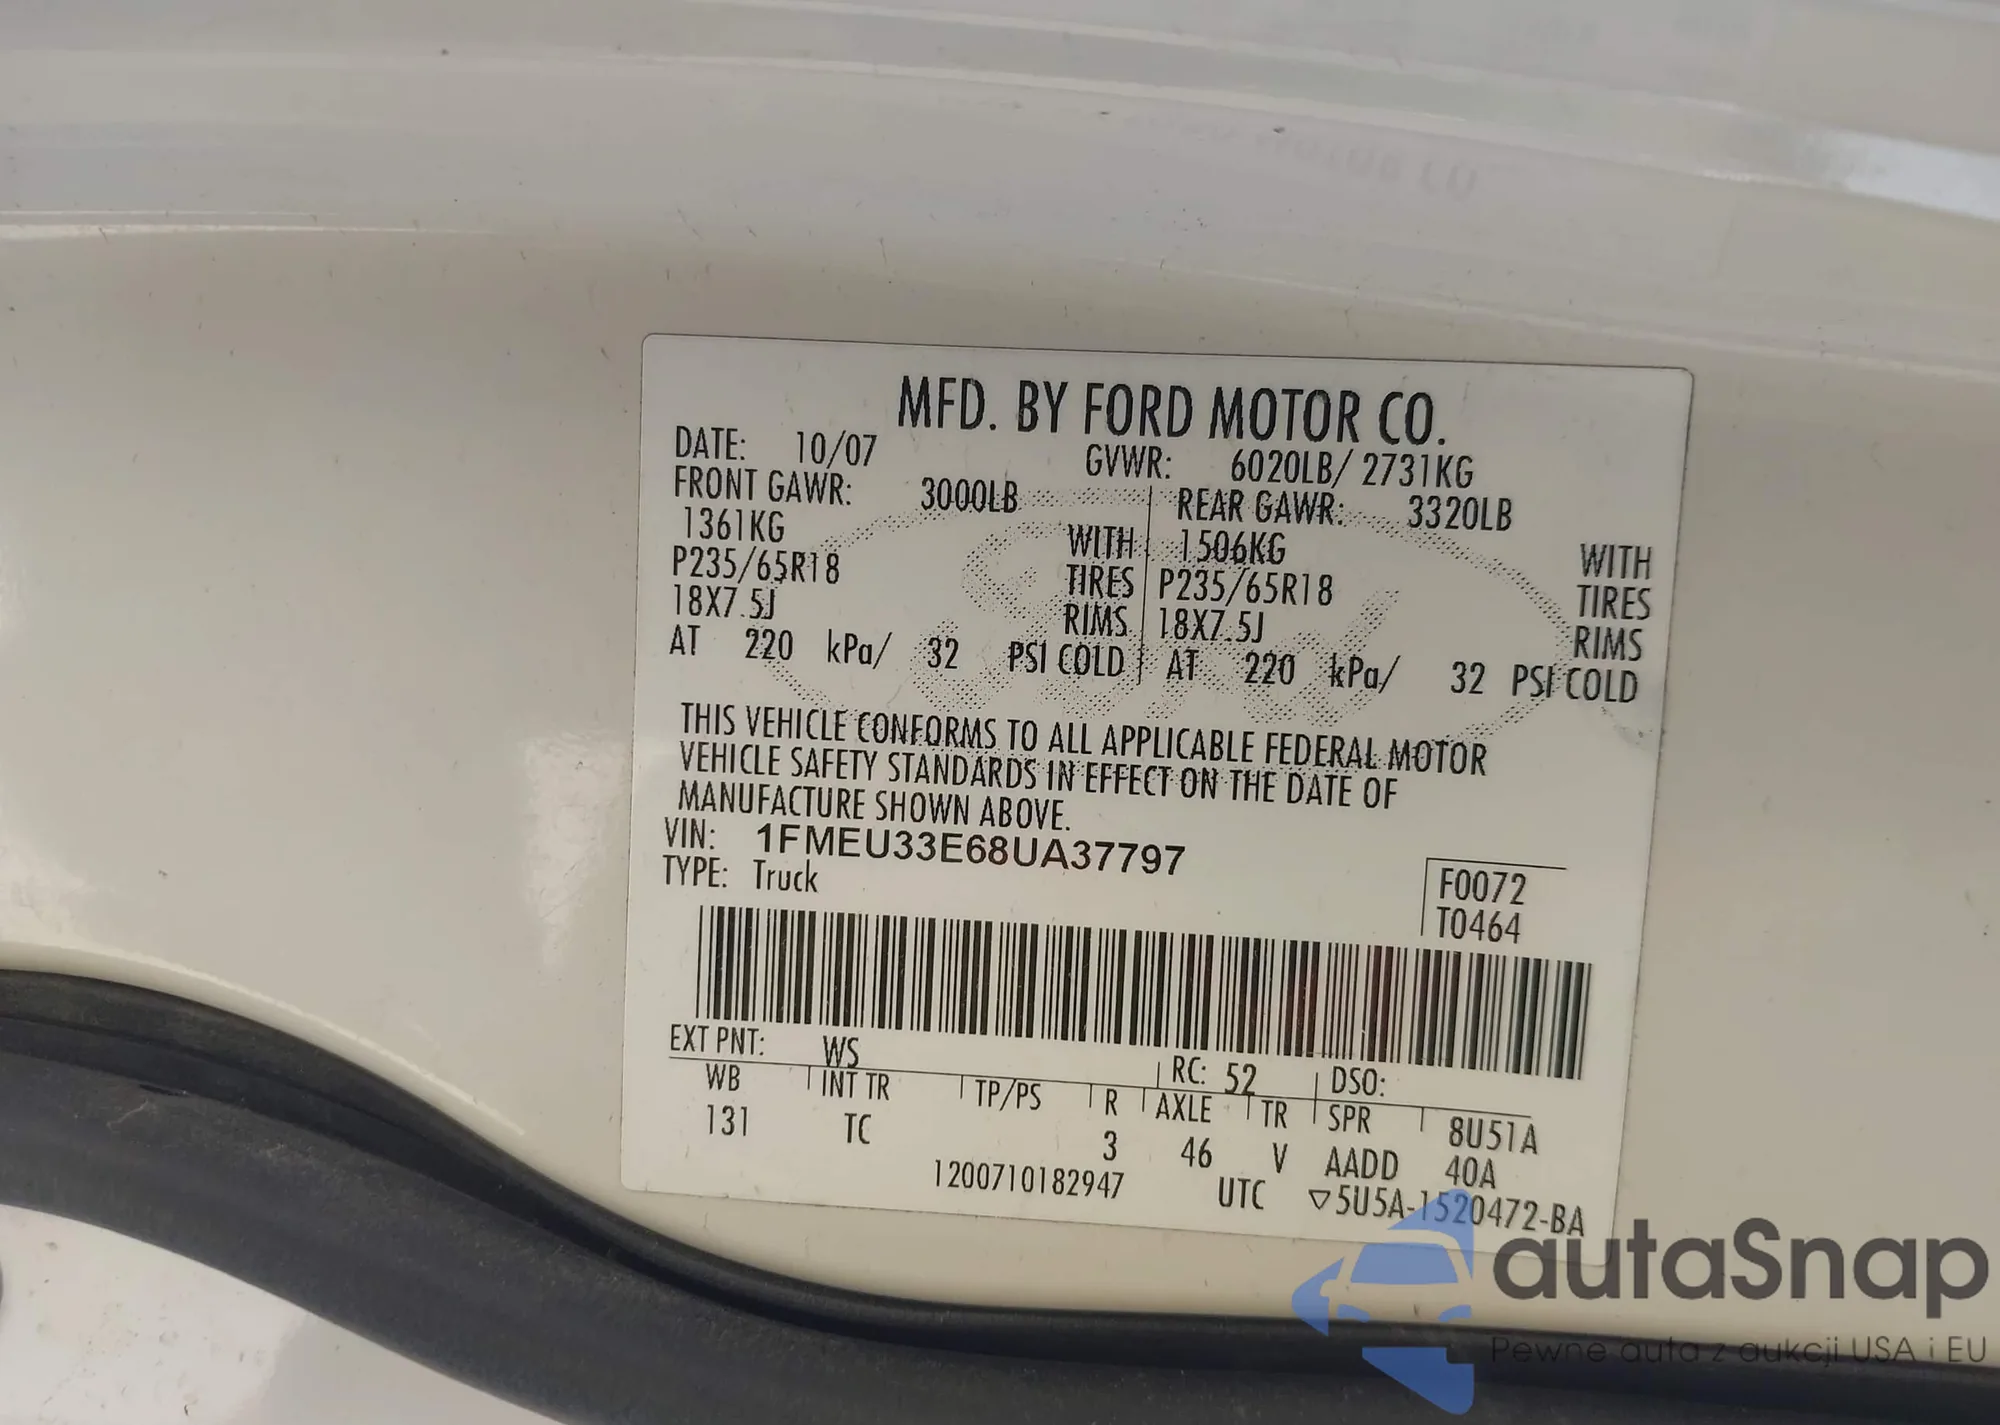 MFD. BY FORD MOTOR CO.
DATE: 10/07 GVWR: 6020LB/ 2731KG
FRONT GAWR: 3000LB REAR GAWR: 3320LB
1361KG WITH 1506KG WITH
P235/65R18 TIRES P235/65R18 TIRES
18X7.5J RIMS 18X7.5J RIMS
AT 220 kPa/ 32 PSI COLD AT 220 kPa/ 32 PSI COLD
THIS VEHICLE CONFORMS TO ALL APPLICABLE FEDERAL MOTOR
VEHICLE SAFETY STANDARDS IN EFFECT ON THE DATE OF
MANUFACTURE SHOWN ABOVE.
VIN: 1FMEU33E68UA37797
TYPE: Truck
F0072
T0464
EXT PNT: WS RC: 52 DSO:
WB INT TR TP/PS R AXLE TR SPR 8U51A
131 TC 3 46 V AADD 40A
1200710182947 UTC ▽5U5A-1520472-BA
autaSnap
Pewne auta z aukcji USA i EU